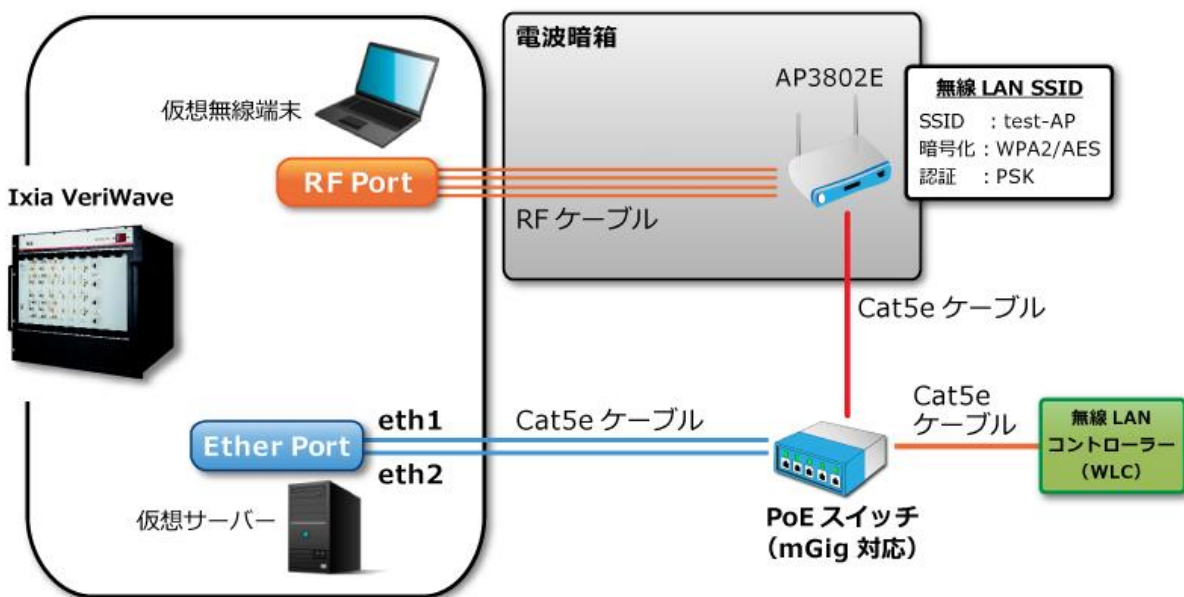 電波暗箱
AP3802E
無線 LAN SSID
SSID : test-AP
暗号化 : WPA2/AES
認証 : PSK
仮想無線端末
RF Port
RF ケーブル
Ixia VeriWave
Cat5e ケーブル
Ether Port
eth1
eth2
Cat5e ケーブル
Cat5e
ケーブル
無線 LAN
コントローラー
(WLC)
仮想サーバー
PoE スイッチ
(mGig 対応)